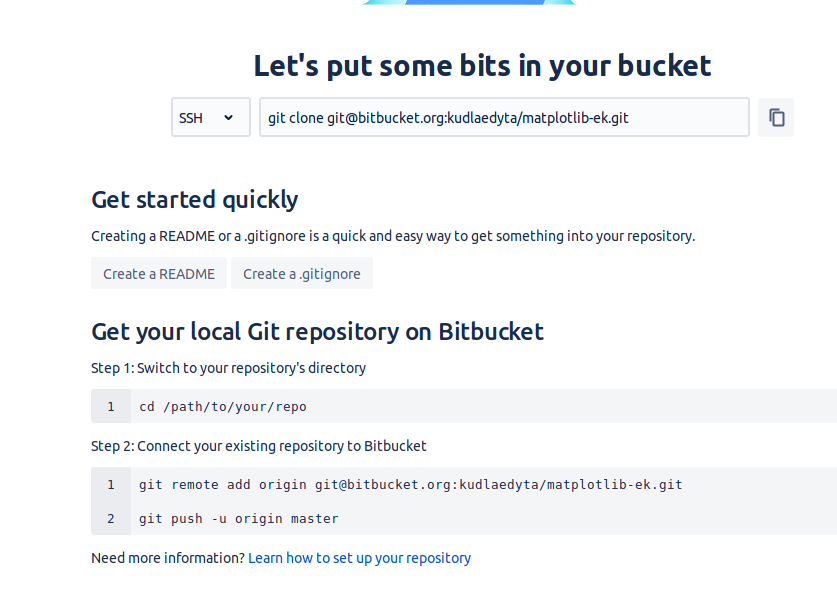 Let's put some bits in your bucket
SSH
git clone git@bitbucket.org:kudlaedyta/matplotlib-ek.git
Get started quickly
Creating a README or a .gitignore is a quick and easy way to get something into your repository.
Create a README Create a .gitignore
Get your local Git repository on Bitbucket
Step 1: Switch to your repository's directory
1 cd /path/to/your/repo
Step 2: Connect your existing repository to Bitbucket
1 git remote add origin git@bitbucket.org:kudlaedyta/matplotlib-ek.git
2 git push -u origin master
Need more information? Learn how to set up your repository